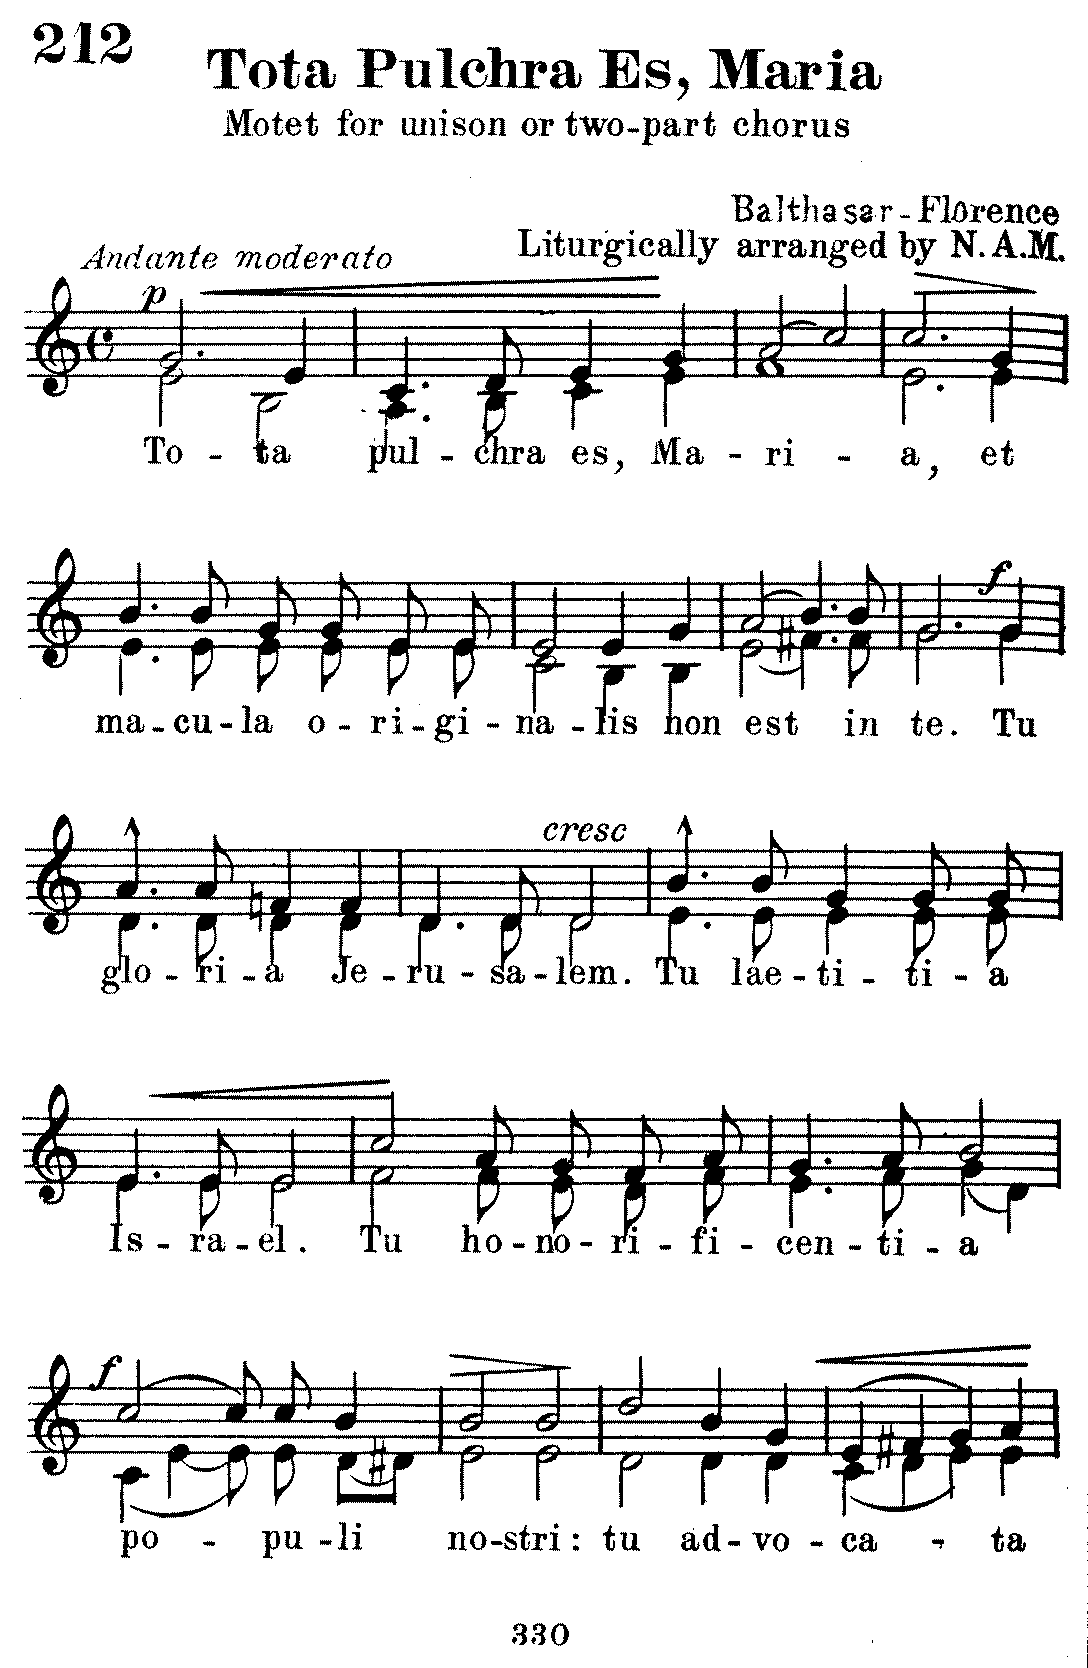 212
Tota Pulchra Es, Maria
Motet for unison or two-part chorus
Balthasar-Florence
Andante moderato
Liturgically arranged by N.A.M.
p
To - ta pul - chra es, Ma - ri - a, et
f
ma - cu - la o - ri - gi - na - lis non est in te. Tu
cresc
glo - ri - a Je - ru - sa - lem. Tu lae - ti - ti - a
Is - ra - el. Tu ho - no - ri - fi - cen - ti - a
f
po - pu - li no - stri: tu ad - vo - ca - ta
330